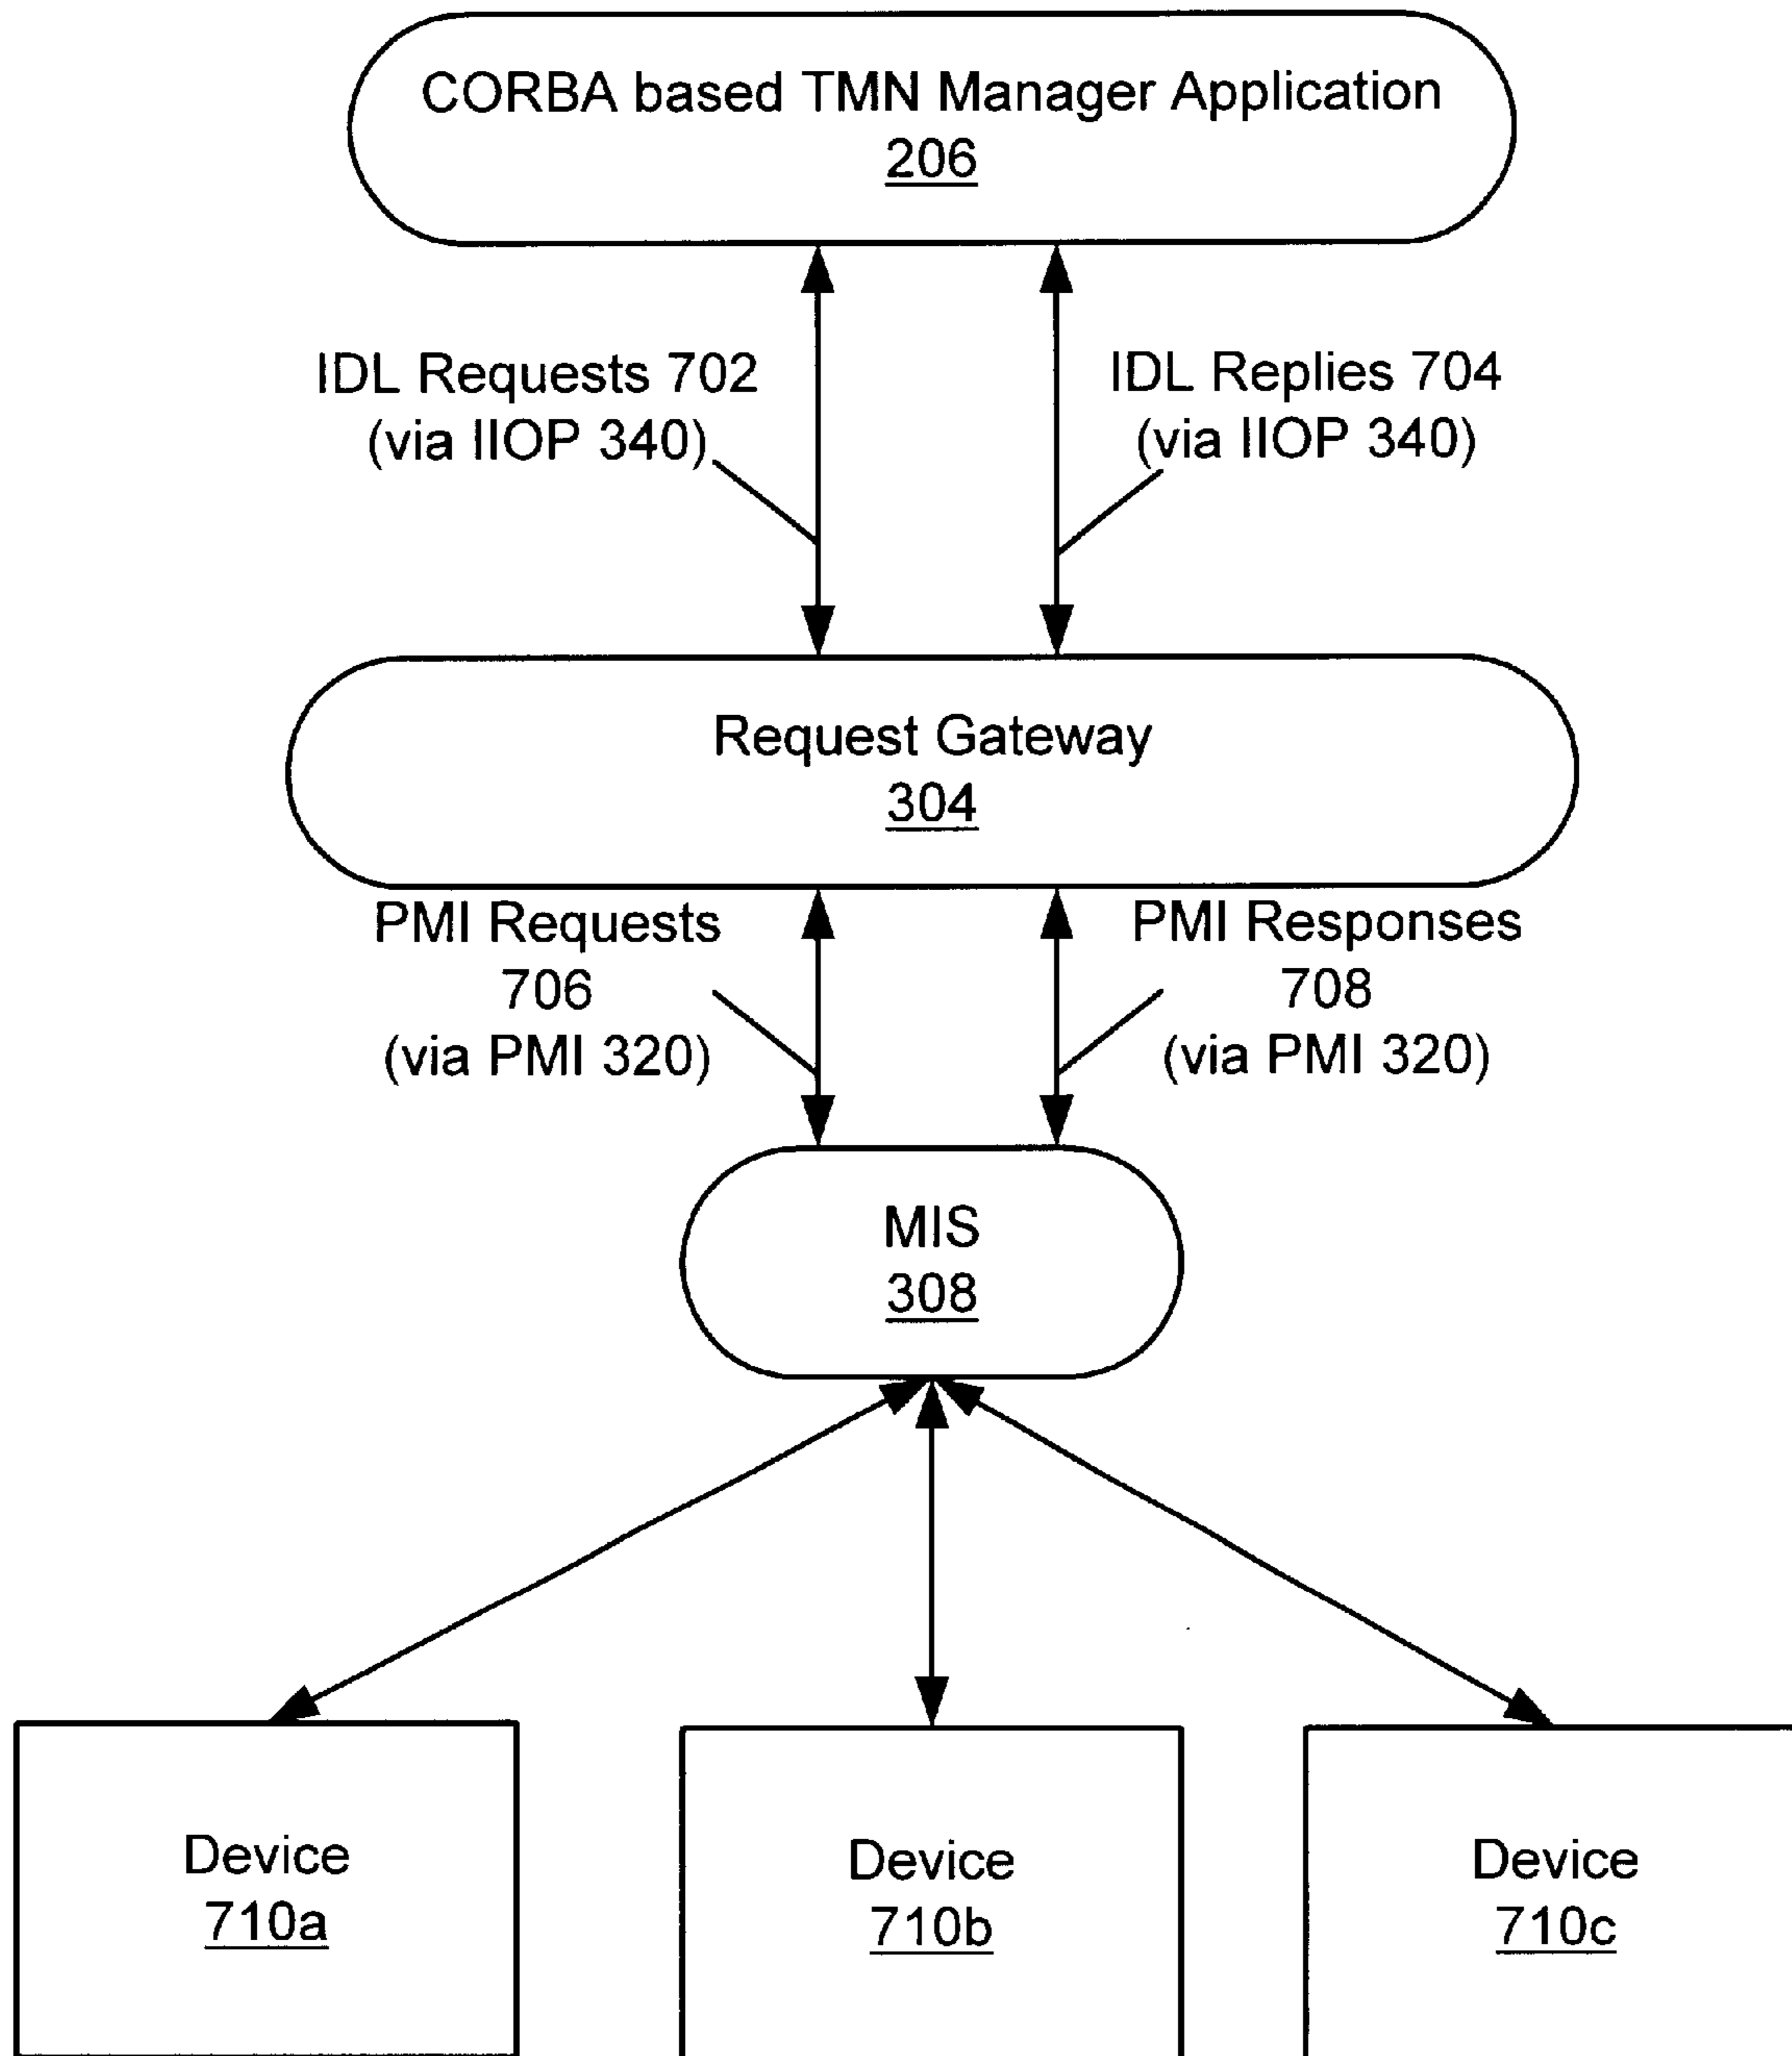 CORBA based TMN Manager Application
206
IDL Requests 702
(via IIOP 340)
IDL Replies 704
(via IIOP 340)
Request Gateway
304
PMI Requests
706
(via PMI 320)
PMI Responses
708
(via PMI 320)
MIS
308
Device
710a
Device
710b
Device
710c